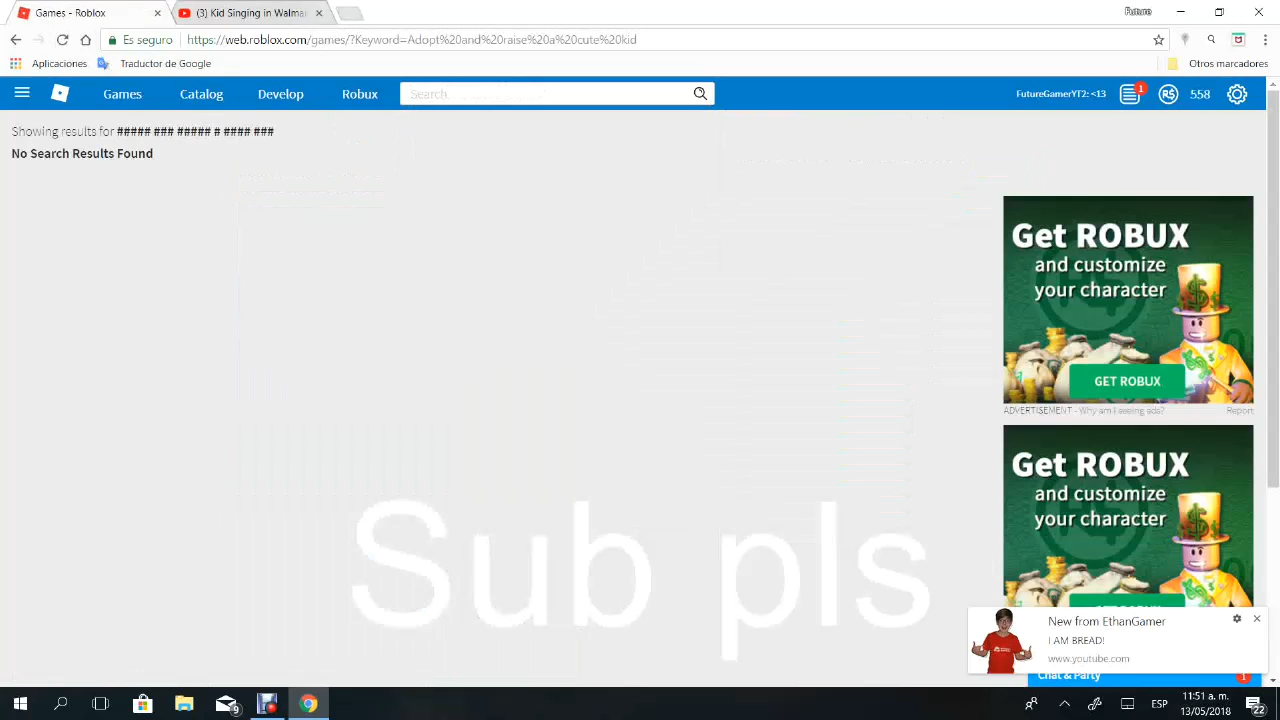 Games - Roblox
(3) Kid Singing in Walma
Future
Es seguro
https://web.roblox.com/games/?Keyword=Adopt%20and%20raise%20a%20cute%20kid
Aplicaciones
Traductor de Google
Otros marcadores
Games
Catalog
Develop
Robux
Search
FutureGamerYT2: <13
1
R$
558
Showing results for ##### ### ##### # #### ###
No Search Results Found
Get ROBUX
and customize
your character
GET ROBUX
ADVERTISEMENT - Why am I seeing ads?
Report
Get ROBUX
and customize
your character
Sub pls
New from EthanGamer
I AM BREAD!
www.youtube.com
Chat & Party
1
9
ESP
11:51 a. m.
13/05/2018
22